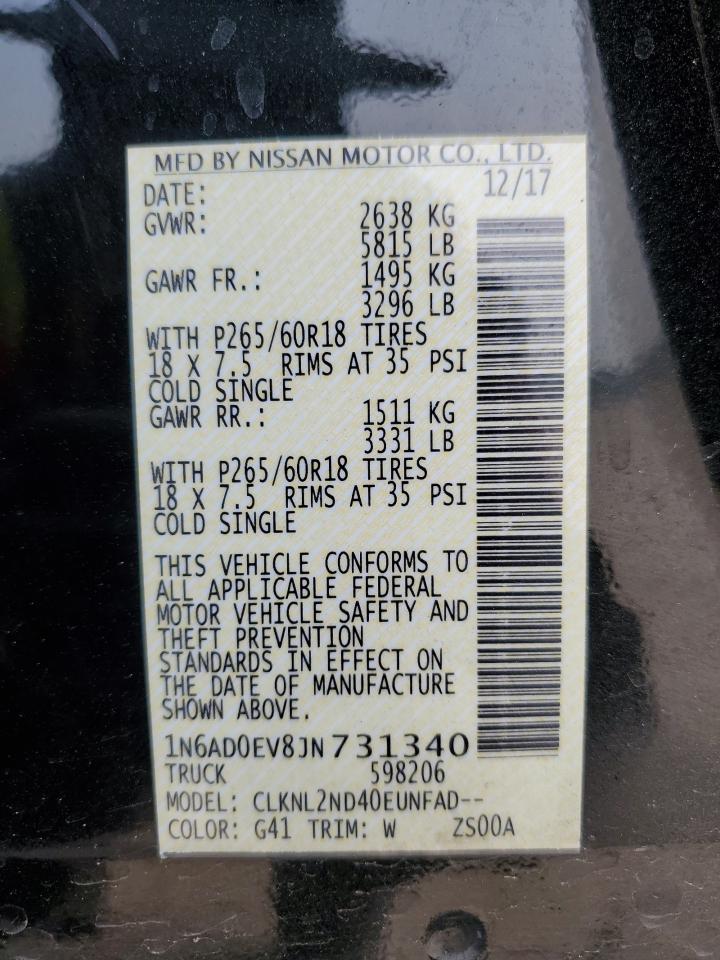 MFD BY NISSAN MOTOR CO., LTD.
DATE: 12/17
GVWR: 2638 KG
5815 LB
GAWR FR.: 1495 KG
3296 LB
WITH P265/60R18 TIRES
18 X 7.5 RIMS AT 35 PSI
COLD SINGLE
GAWR RR.: 1511 KG
3331 LB
WITH P265/60R18 TIRES
18 X 7.5 RIMS AT 35 PSI
COLD SINGLE
THIS VEHICLE CONFORMS TO
ALL APPLICABLE FEDERAL
MOTOR VEHICLE SAFETY AND
THEFT PREVENTION
STANDARDS IN EFFECT ON
THE DATE OF MANUFACTURE
SHOWN ABOVE.
1N6AD0EV8JN731340
TRUCK 598206
MODEL: CLKNL2ND40EUNFAD--
COLOR: G41 TRIM: W ZS00A